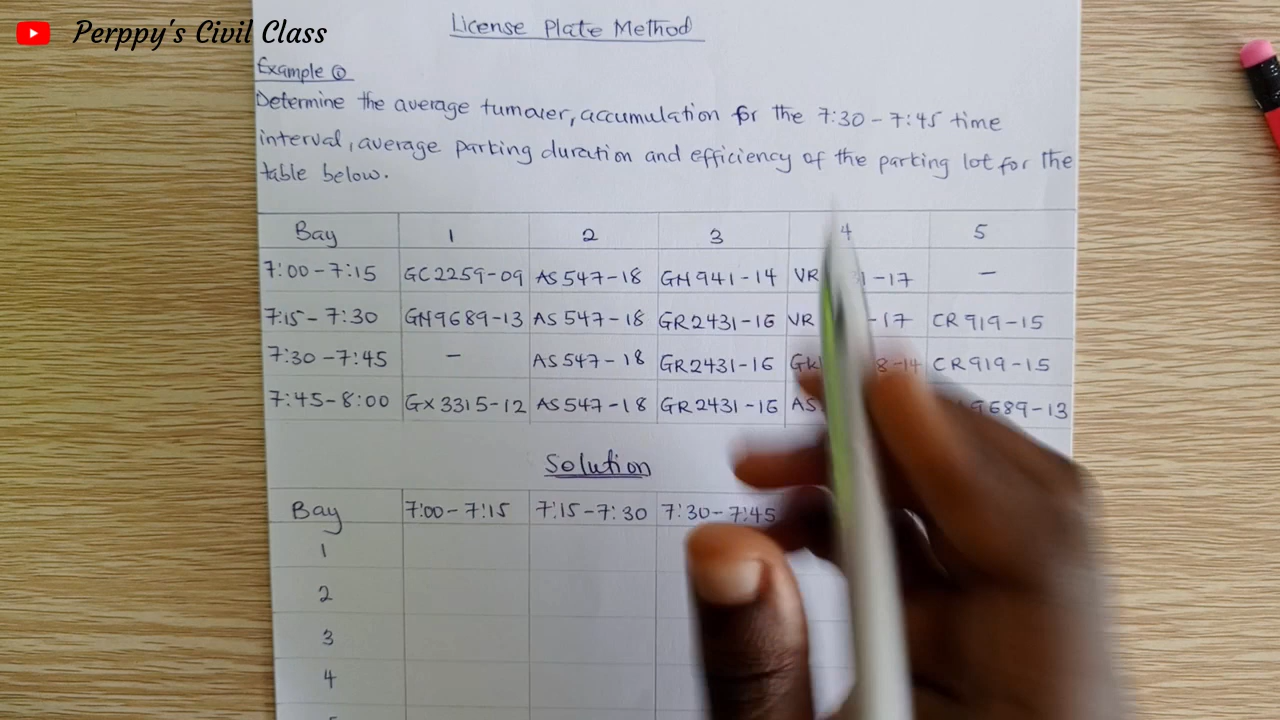 Perppy's Civil Class
License Plate Method
Example ①
Determine the average turnover, accumulation for the 7:30 - 7:45 time
interval, average parking duration and efficiency of the parking lot for the
table below.
Bay 1 2 3 4 5
7:00-7:15 GC2259-09 AS547-18 GN941-14 VR -17 -
7:15-7:30 GN9689-13 AS547-18 GR2431-16 VR -17 CR919-15
7:30-7:45 - AS547-18 GR2431-16 8-14 CR919-15
7:45-8:00 GX3315-12 AS547-18 GR2431-16 AS 9689-13
Solution
Bay 7:00-7:15 7:15-7:30 7:30-7:45
1
2
3
4